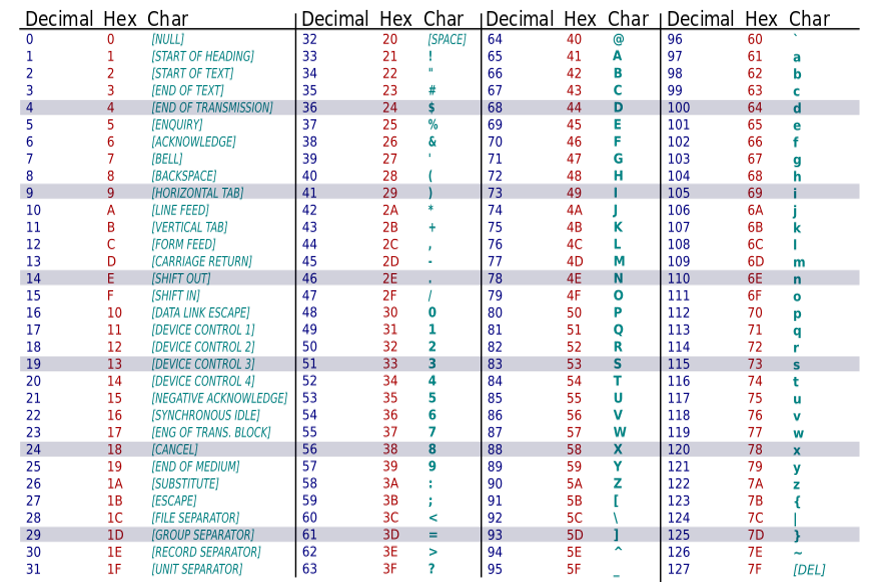 Decimal Hex Char Decimal Hex Char Decimal Hex Char Decimal Hex Char
0 0 [NULL] 32 20 [SPACE] 64 40 @ 96 60 `
1 1 [START OF HEADING] 33 21 ! 65 41 A 97 61 a
2 2 [START OF TEXT] 34 22 " 66 42 B 98 62 b
3 3 [END OF TEXT] 35 23 # 67 43 C 99 63 c
4 4 [END OF TRANSMISSION] 36 24 $ 68 44 D 100 64 d
5 5 [ENQUIRY] 37 25 % 69 45 E 101 65 e
6 6 [ACKNOWLEDGE] 38 26 & 70 46 F 102 66 f
7 7 [BELL] 39 27 ' 71 47 G 103 67 g
8 8 [BACKSPACE] 40 28 ( 72 48 H 104 68 h
9 9 [HORIZONTAL TAB] 41 29 ) 73 49 I 105 69 i
10 A [LINE FEED] 42 2A * 74 4A J 106 6A j
11 B [VERTICAL TAB] 43 2B + 75 4B K 107 6B k
12 C [FORM FEED] 44 2C , 76 4C L 108 6C l
13 D [CARRIAGE RETURN] 45 2D - 77 4D M 109 6D m
14 E [SHIFT OUT] 46 2E . 78 4E N 110 6E n
15 F [SHIFT IN] 47 2F / 79 4F O 111 6F o
16 10 [DATA LINK ESCAPE] 48 30 0 80 50 P 112 70 p
17 11 [DEVICE CONTROL 1] 49 31 1 81 51 Q 113 71 q
18 12 [DEVICE CONTROL 2] 50 32 2 82 52 R 114 72 r
19 13 [DEVICE CONTROL 3] 51 33 3 83 53 S 115 73 s
20 14 [DEVICE CONTROL 4] 52 34 4 84 54 T 116 74 t
21 15 [NEGATIVE ACKNOWLEDGE] 53 35 5 85 55 U 117 75 u
22 16 [SYNCHRONOUS IDLE] 54 36 6 86 56 V 118 76 v
23 17 [ENG OF TRANS. BLOCK] 55 37 7 87 57 W 119 77 w
24 18 [CANCEL] 56 38 8 88 58 X 120 78 x
25 19 [END OF MEDIUM] 57 39 9 89 59 Y 121 79 y
26 1A [SUBSTITUTE] 58 3A : 90 5A Z 122 7A z
27 1B [ESCAPE] 59 3B ; 91 5B [ 123 7B {
28 1C [FILE SEPARATOR] 60 3C < 92 5C \ 124 7C |
29 1D [GROUP SEPARATOR] 61 3D = 93 5D ] 125 7D }
30 1E [RECORD SEPARATOR] 62 3E > 94 5E ^ 126 7E ~
31 1F [UNIT SEPARATOR] 63 3F ? 95 5F _ 127 7F [DEL]